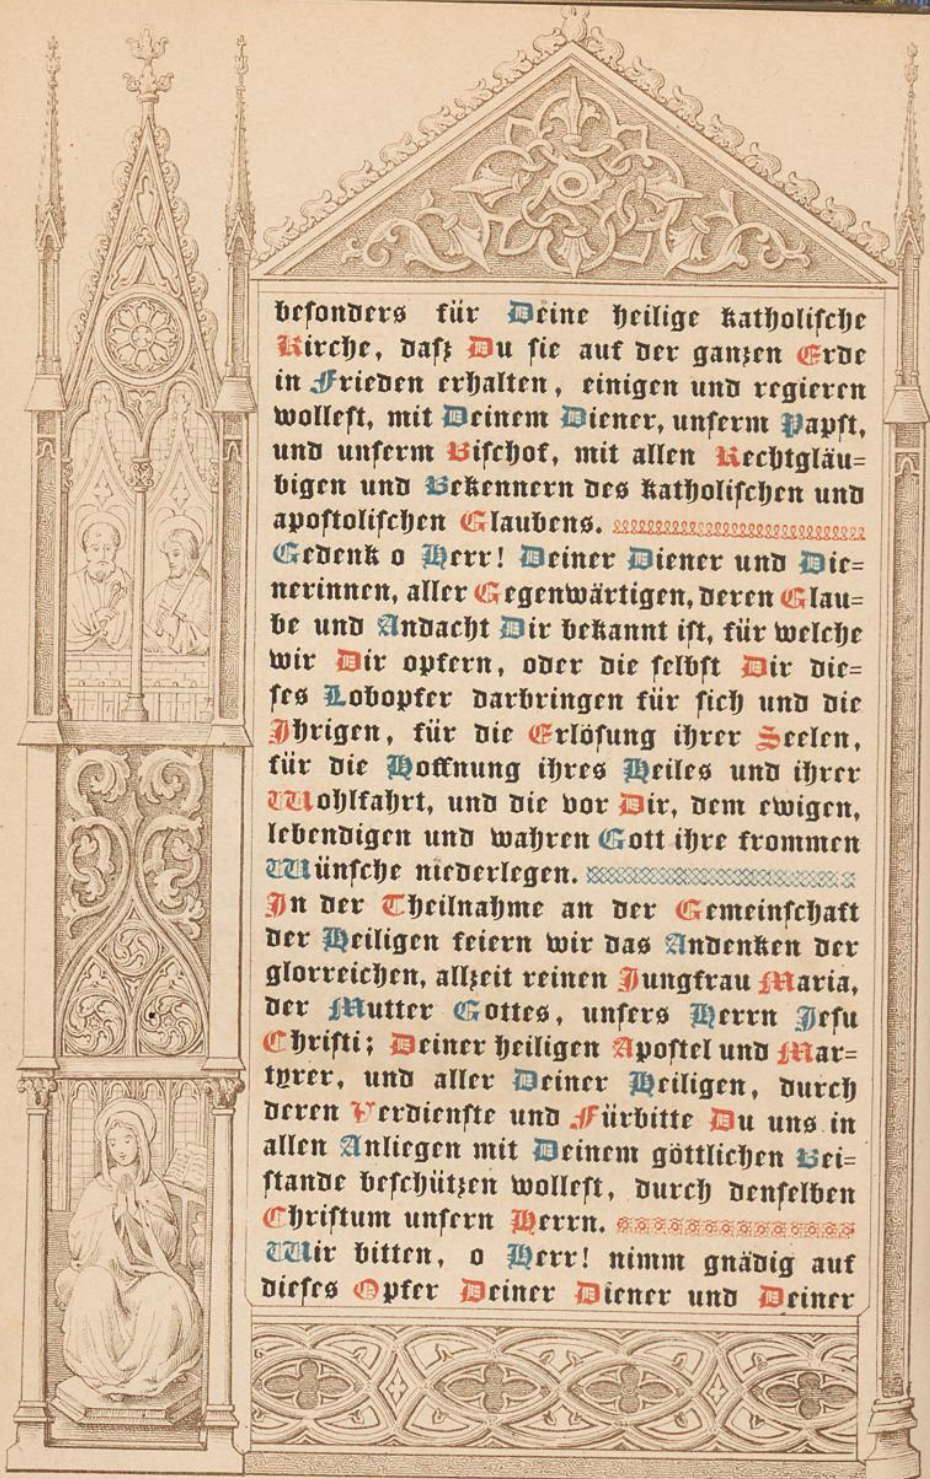 besonders für Deine heilige katholische
Kirche, dasz Du sie auf der ganzen Erde
in Frieden erhalten, einigen und regieren
wollest, mit Deinem Diener, unserm Papst,
und unserm Bischof, mit allen Rechtgläu=
bigen und Bekennern des katholischen und
apostolischen Glaubens.
Gedenk o Herr! Deiner Diener und Die=
nerinnen, aller Gegenwärtigen, deren Glau=
be und Andacht Dir bekannt ist, für welche
wir Dir opfern, oder die selbst Dir die=
ses Lobopfer darbringen für sich und die
Ihrigen, für die Erlösung ihrer Seelen,
für die Hoffnung ihres Heiles und ihrer
Wohlfahrt, und die vor Dir, dem ewigen,
lebendigen und wahren Gott ihre frommen
Wünsche niederlegen.
In der Theilnahme an der Gemeinschaft
der Heiligen feiern wir das Andenken der
glorreichen, allzeit reinen Jungfrau Maria,
der Mutter Gottes, unsers Herrn Jesu
Christi; Deiner heiligen Apostel und Mar=
tyrer, und aller Deiner Heiligen, durch
deren Verdienste und Fürbitte Du uns in
allen Anliegen mit Deinem göttlichen Bei=
stande beschützen wollest, durch denselben
Christum unsern Herrn.
Wir bitten, o Herr! nimm gnädig auf
dieses Opfer Deiner Diener und Deiner